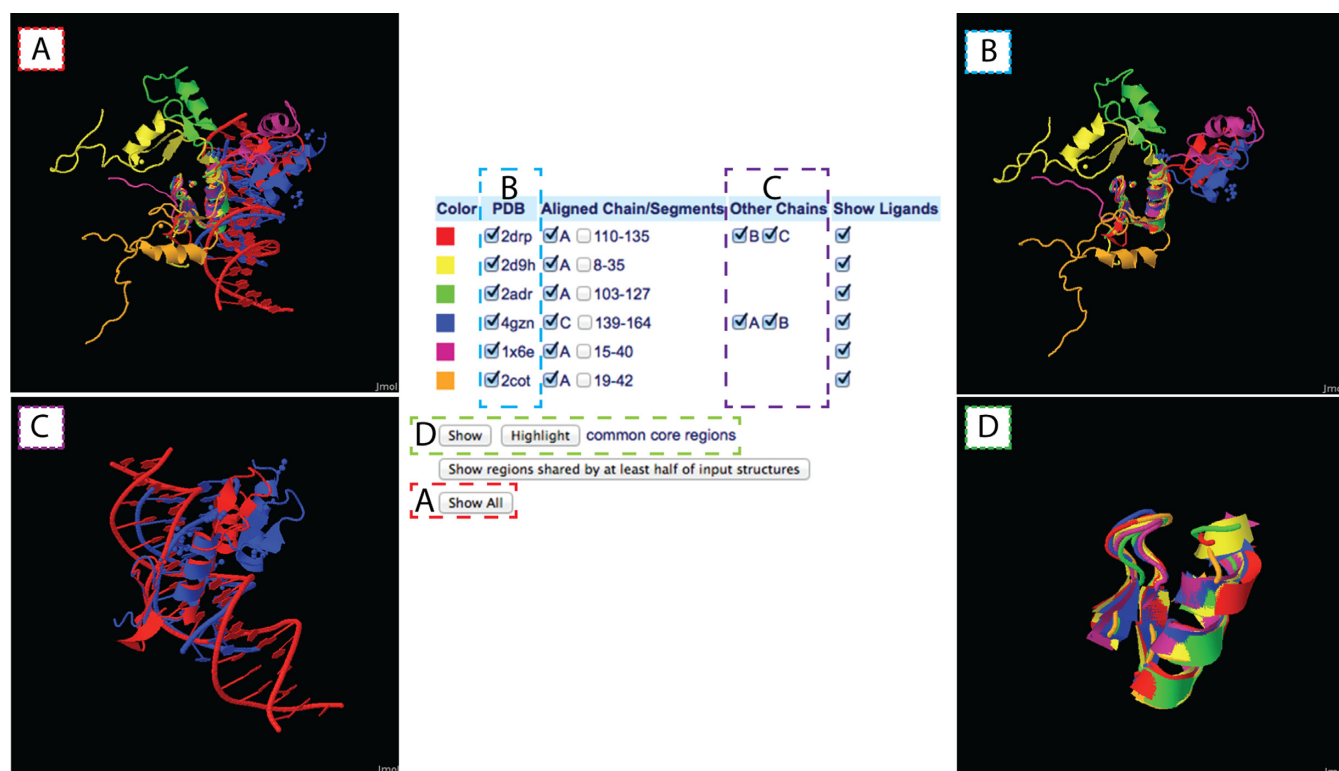 A
B
B
C
Color PDB Aligned Chain/Segments Other Chains Show Ligands
2drp A 110-135 B C
2d9h A 8-35
2adr A 103-127
4gzn C 139-164 A B
1x6e A 15-40
2cot A 19-42
Jmol
Jm
C
D Show Highlight common core regions
D
Show regions shared by at least half of input structures
A Show All
Jmol
Jm